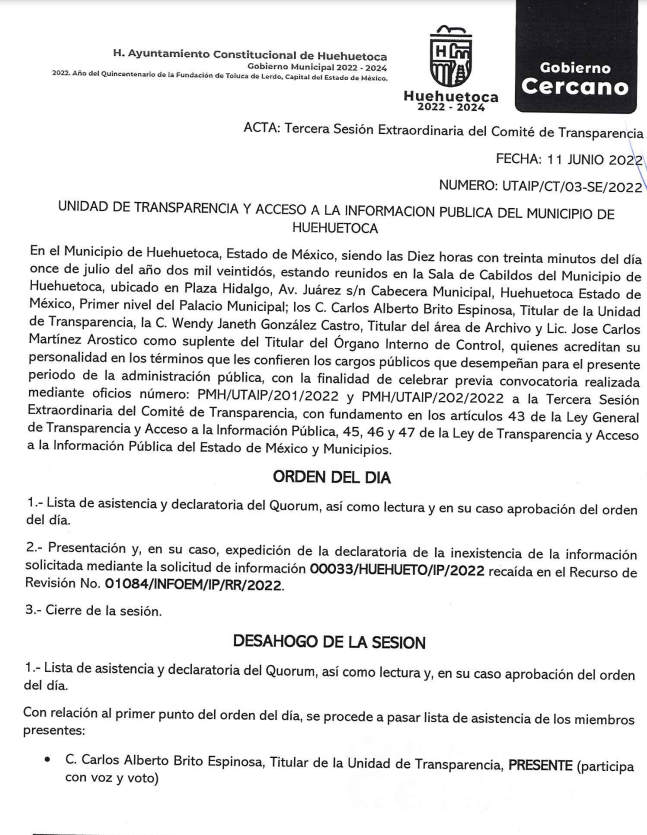 H. Ayuntamiento Constitucional de Huehuetoca
Gobierno Municipal 2022 - 2024
2022. Año del Quincentenario de la Fundación de Toluca de Lerdo, Capital del Estado de México.
H
Huehuetoca
2022 - 2024
Gobierno
Cercano
ACTA: Tercera Sesión Extraordinaria del Comité de Transparencia
FECHA: 11 JUNIO 2022
NUMERO: UTAIP/CT/03-SE/2022
UNIDAD DE TRANSPARENCIA Y ACCESO A LA INFORMACION PUBLICA DEL MUNICIPIO DE
HUEHUETOCA
En el Municipio de Huehuetoca, Estado de México, siendo las Diez horas con treinta minutos del día
once de julio del año dos mil veintidós, estando reunidos en la Sala de Cabildos del Municipio de
Huehuetoca, ubicado en Plaza Hidalgo, Av. Juárez s/n Cabecera Municipal, Huehuetoca Estado de
México, Primer nivel del Palacio Municipal; los C. Carlos Alberto Brito Espinosa, Titular de la Unidad
de Transparencia, la C. Wendy Janeth González Castro, Titular del área de Archivo y Lic. Jose Carlos
Martínez Arostico como suplente del Titular del Órgano Interno de Control, quienes acreditan su
personalidad en los términos que les confieren los cargos públicos que desempeñan para el presente
periodo de la administración pública, con la finalidad de celebrar previa convocatoria realizada
mediante oficios número: PMH/UTAIP/201/2022 y PMH/UTAIP/202/2022 a la Tercera Sesión
Extraordinaria del Comité de Transparencia, con fundamento en los artículos 43 de la Ley General
de Transparencia y Acceso a la Información Pública, 45, 46 y 47 de la Ley de Transparencia y Acceso
a la Información Pública del Estado de México y Municipios.
ORDEN DEL DIA
1.- Lista de asistencia y declaratoria del Quorum, así como lectura y en su caso aprobación del orden
del día.
2.- Presentación y, en su caso, expedición de la declaratoria de la inexistencia de la información
solicitada mediante la solicitud de información 00033/HUEHUETO/IP/2022 recaída en el Recurso de
Revisión No. 01084/INFOEM/IP/RR/2022.
3.- Cierre de la sesión.
DESAHOGO DE LA SESION
1.- Lista de asistencia y declaratoria del Quorum, así como lectura y, en su caso aprobación del orden
del día.
Con relación al primer punto del orden del día, se procede a pasar lista de asistencia de los miembros
presentes:
• C. Carlos Alberto Brito Espinosa, Titular de la Unidad de Transparencia, PRESENTE (participa
con voz y voto)